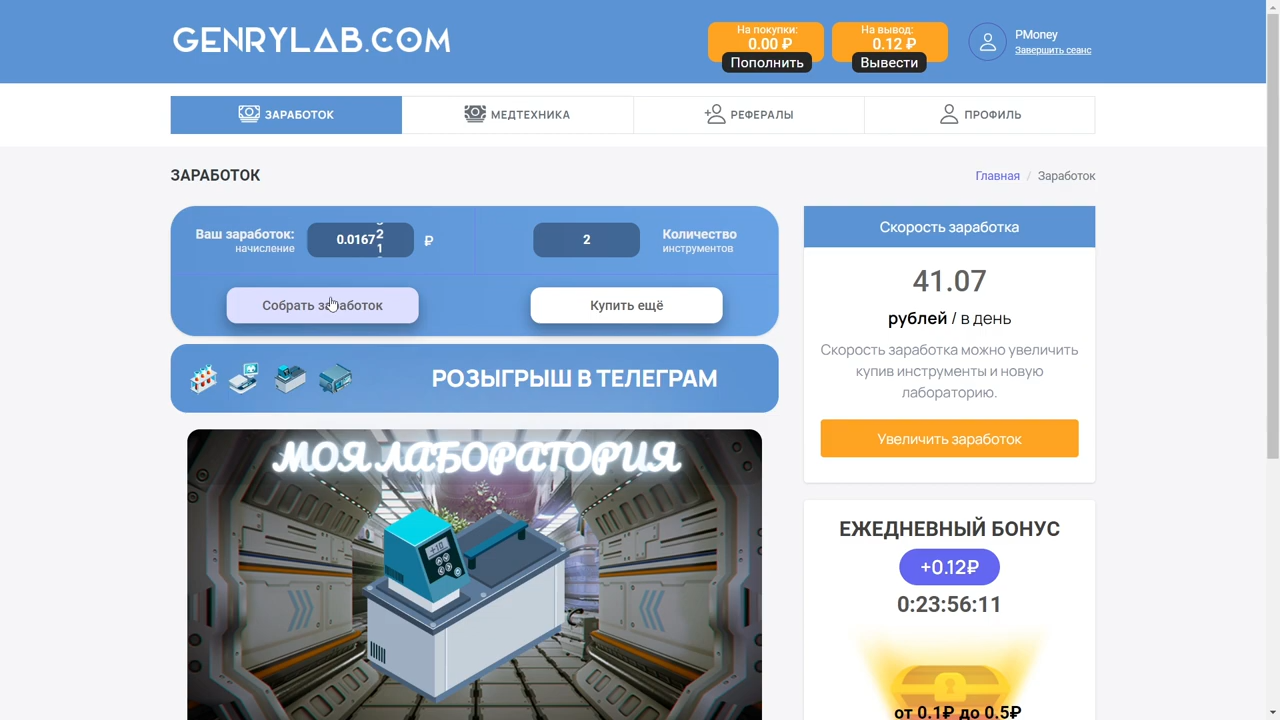 GENRYLAB.COM
На покупки:
0.00 ₽
Пополнить
На вывод:
0.12 ₽
Вывести
PMoney
Завершить сеанс
ЗАРАБОТОК
МЕДТЕХНИКА
РЕФЕРАЛЫ
ПРОФИЛЬ
ЗАРАБОТОК
Главная / Заработок
Ваш заработок:
начисление
0.0167
₽
2
Количество
инструментов
Собрать заработок
Купить ещё
РОЗЫГРЫШ В ТЕЛЕГРАМ
МОЯ ЛАБОРАТОРИЯ
Скорость заработка
41.07
рублей / в день
Скорость заработка можно увеличить
купив инструменты и новую
лабораторию.
Увеличить заработок
ЕЖЕДНЕВНЫЙ БОНУС
+0.12₽
0:23:56:11
от 0.1₽ до 0.5₽